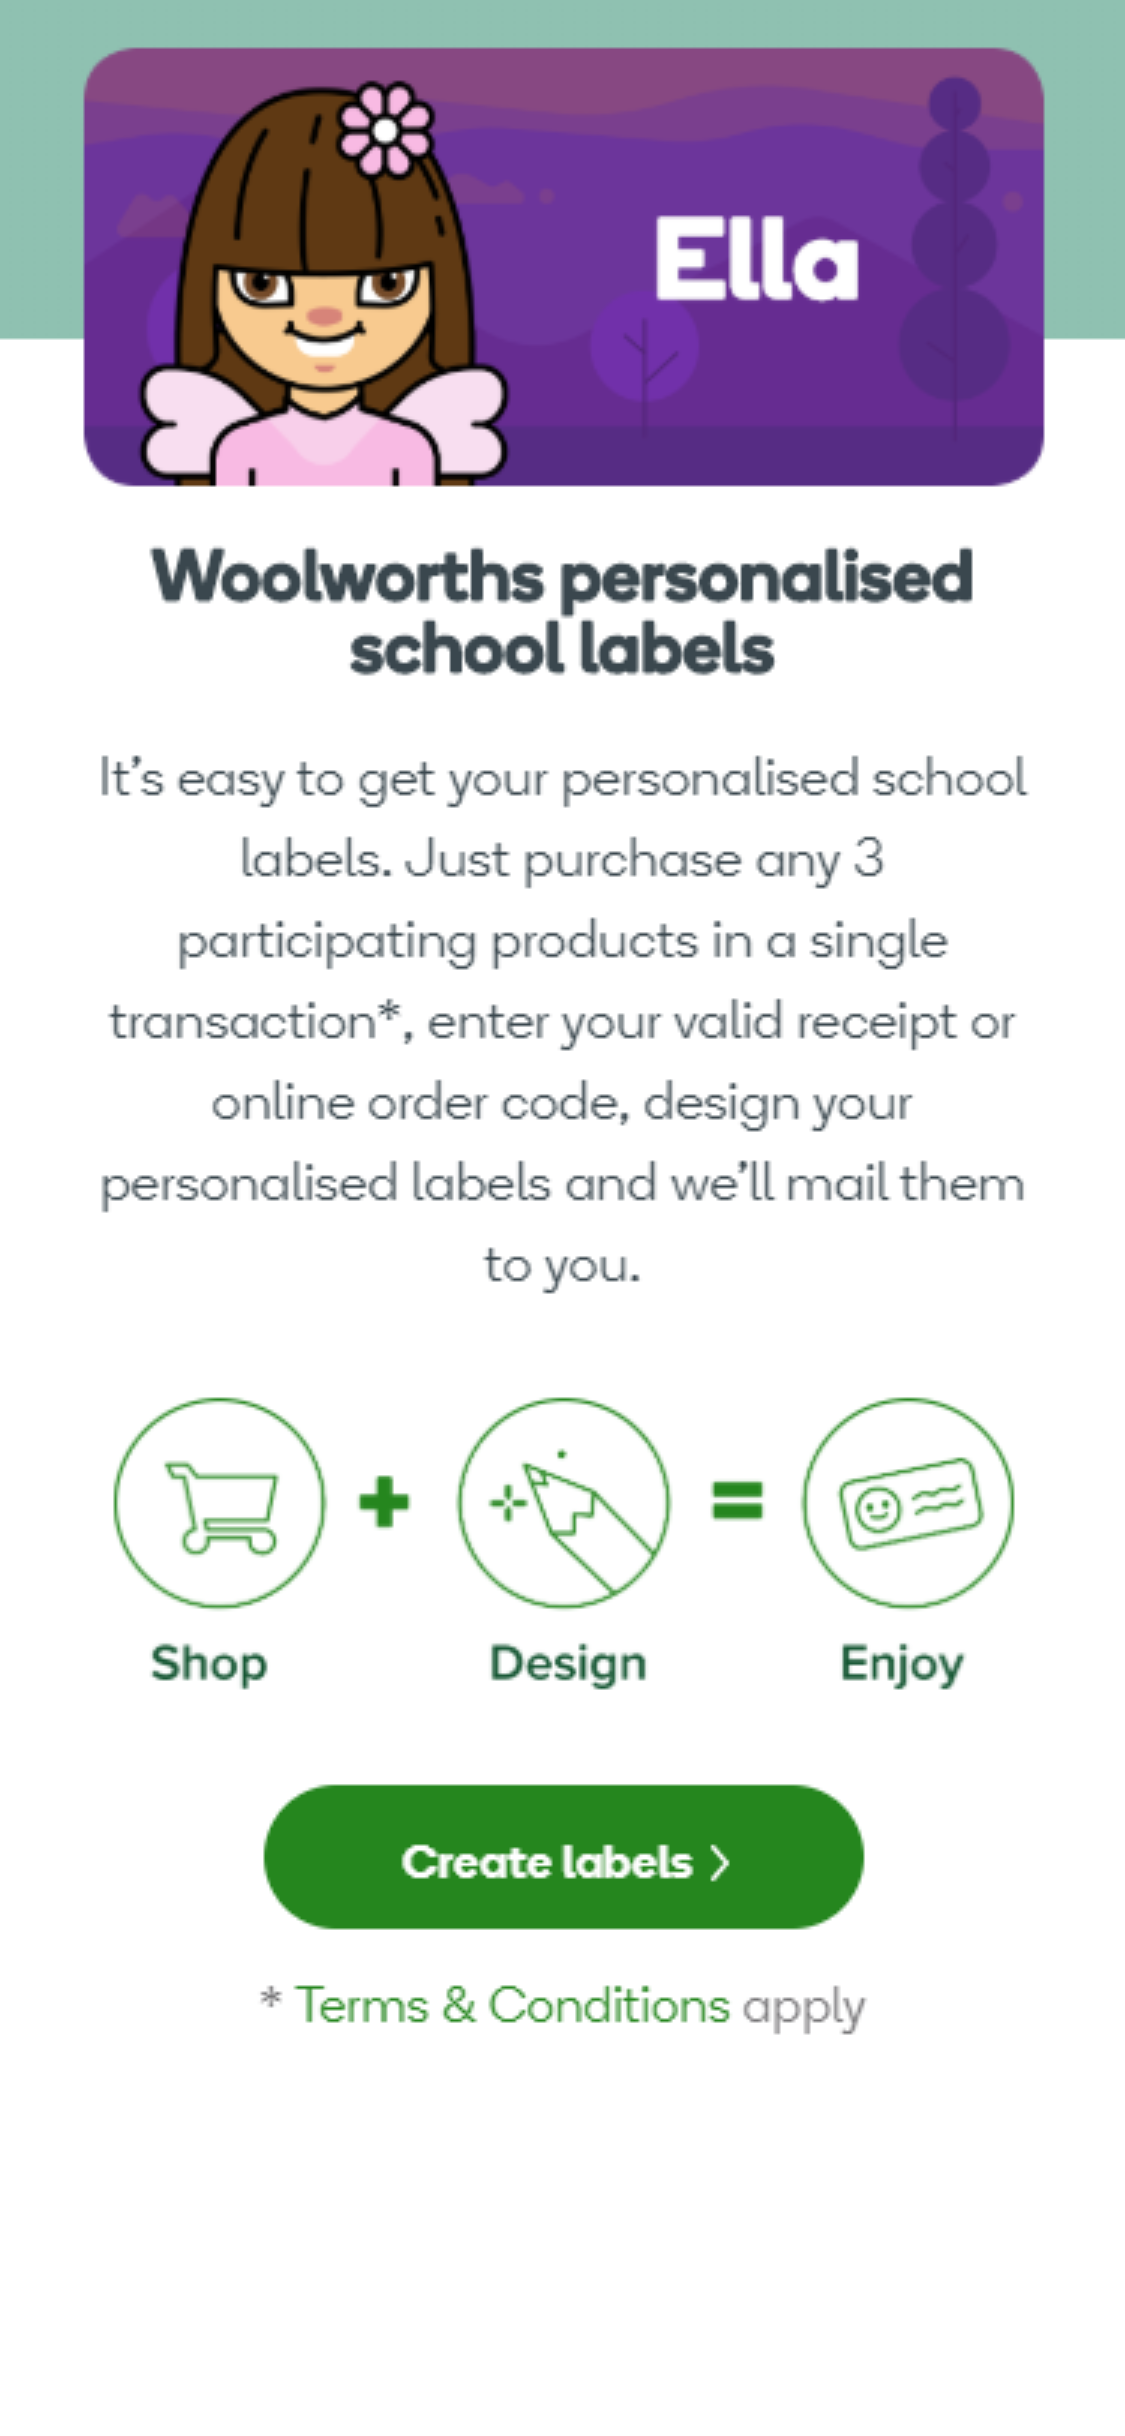 Ella
Woolworths personalised
school labels
It’s easy to get your personalised school
labels. Just purchase any 3
participating products in a single
transaction*, enter your valid receipt or
online order code, design your
personalised labels and we’ll mail them
to you.
Shop + Design = Enjoy
Create labels >
* Terms & Conditions apply